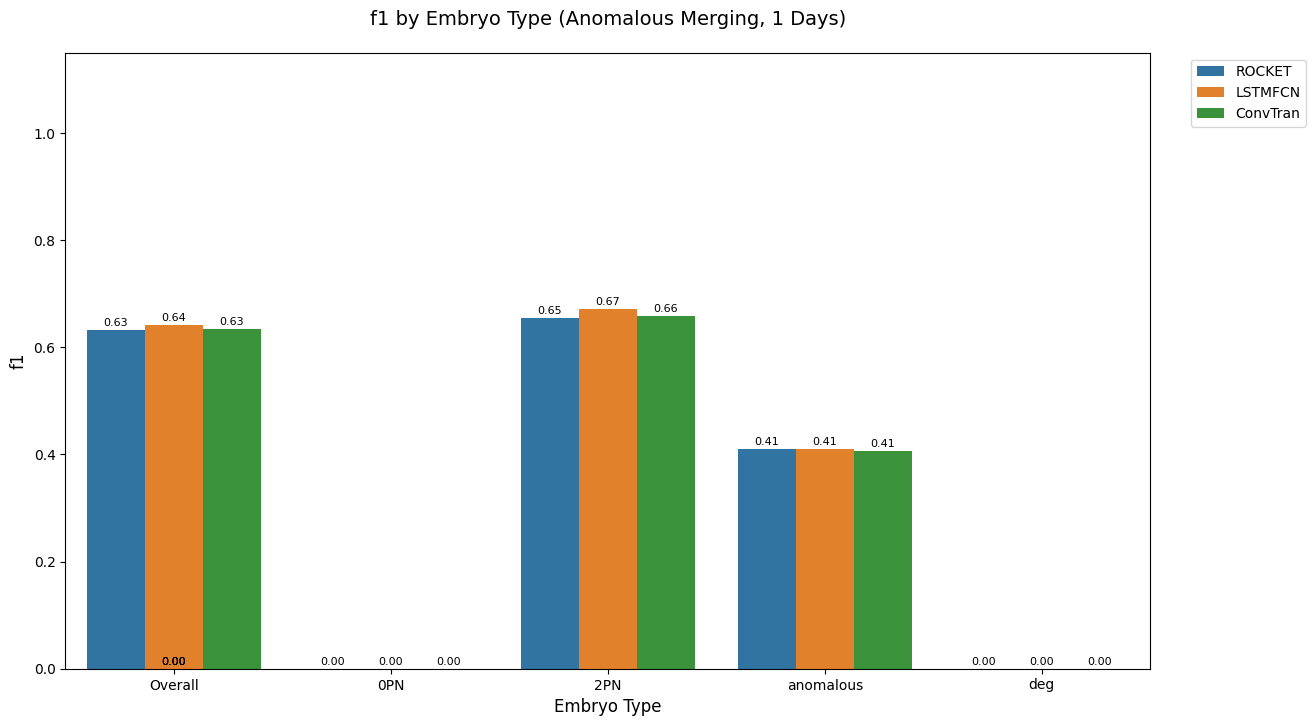 f1 by Embryo Type (Anomalous Merging, 1 Days)
ROCKET
LSTMFCN
ConvTran
f1
1.0
0.8
0.6
0.4
0.2
0.0
0.63
0.64
0.63
0.00
0.00
0.00
0.00
0.65
0.67
0.66
0.41
0.41
0.41
0.00
0.00
0.00
Overall
0PN
2PN
anomalous
deg
Embryo Type